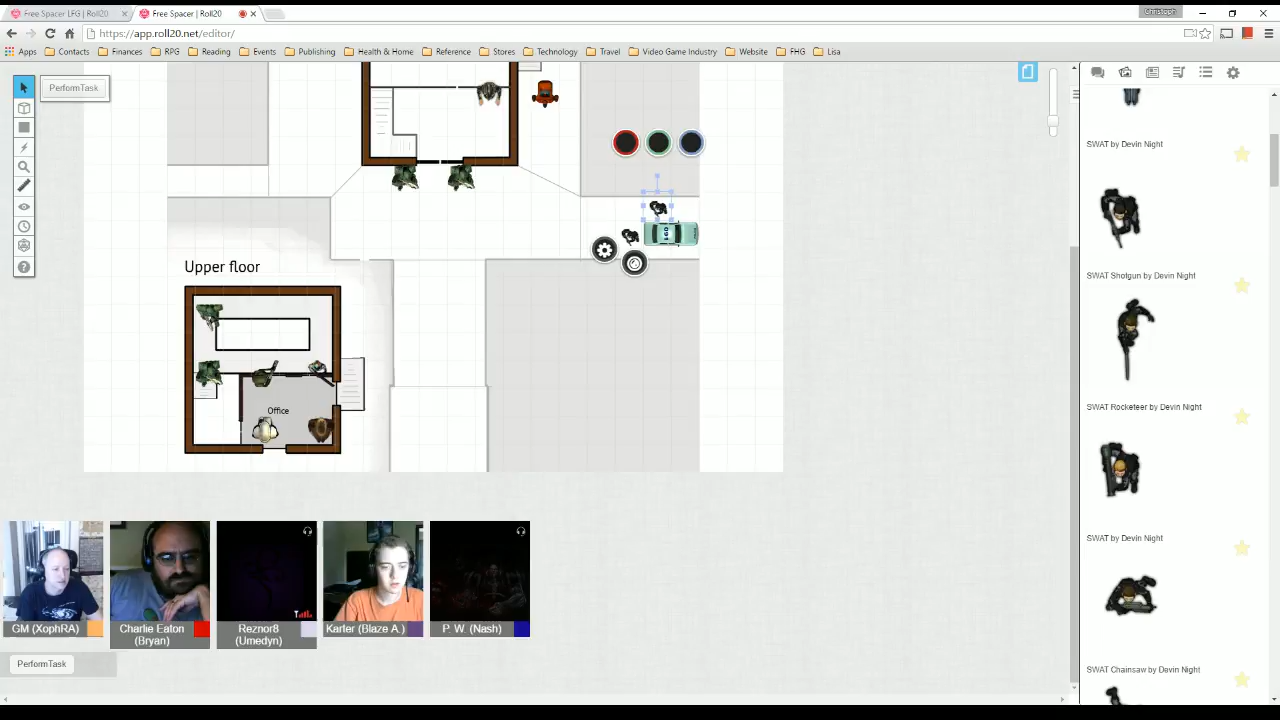 Free Spacer LFG | Roll20
Free Spacer | Roll20
Christoph
https://app.roll20.net/editor/
Apps Contacts Finances RPG Reading Events Publishing Health & Home Reference Stores Technology Travel Video Game Industry Website FHG Lisa
PerformTask
SWAT by Devin Night
SWAT Shotgun by Devin Night
SWAT Rocketeer by Devin Night
SWAT by Devin Night
SWAT Chainsaw by Devin Night
Upper floor
Office
GM (XophRA)
Charlie Eaton
(Bryan)
Reznor8
(Umedyn)
Karter (Blaze A.)
P. W. (Nash)
PerformTask